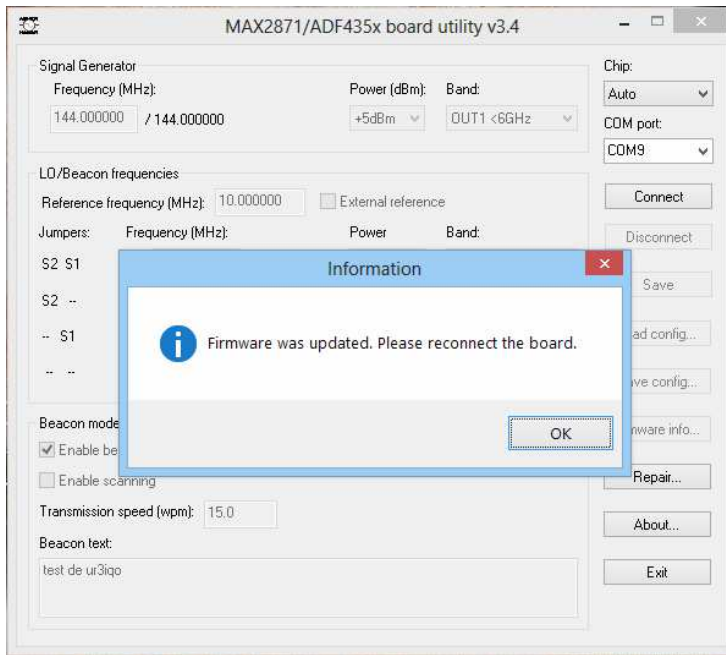 MAX2871/ADF435x board utility v3.4
Signal Generator
Frequency (MHz): Power (dBm): Band:
144.000000 / 144.000000 +5dBm OUT1 <6GHz
Chip:
Auto
COM port:
COM9
LO/Beacon frequencies
Reference frequency (MHz): 10.000000 External reference
Jumpers: Frequency (MHz): Power Band:
S2 S1
S2 --
-- S1
-- --
Connect
Disconnect
Save
config...
config...
info...
Repair...
About...
Exit
Information
Firmware was updated. Please reconnect the board.
OK
Beacon mode
Enable
Enable scanning
Transmission speed (wpm): 15.0
Beacon text:
test de ur3iqo